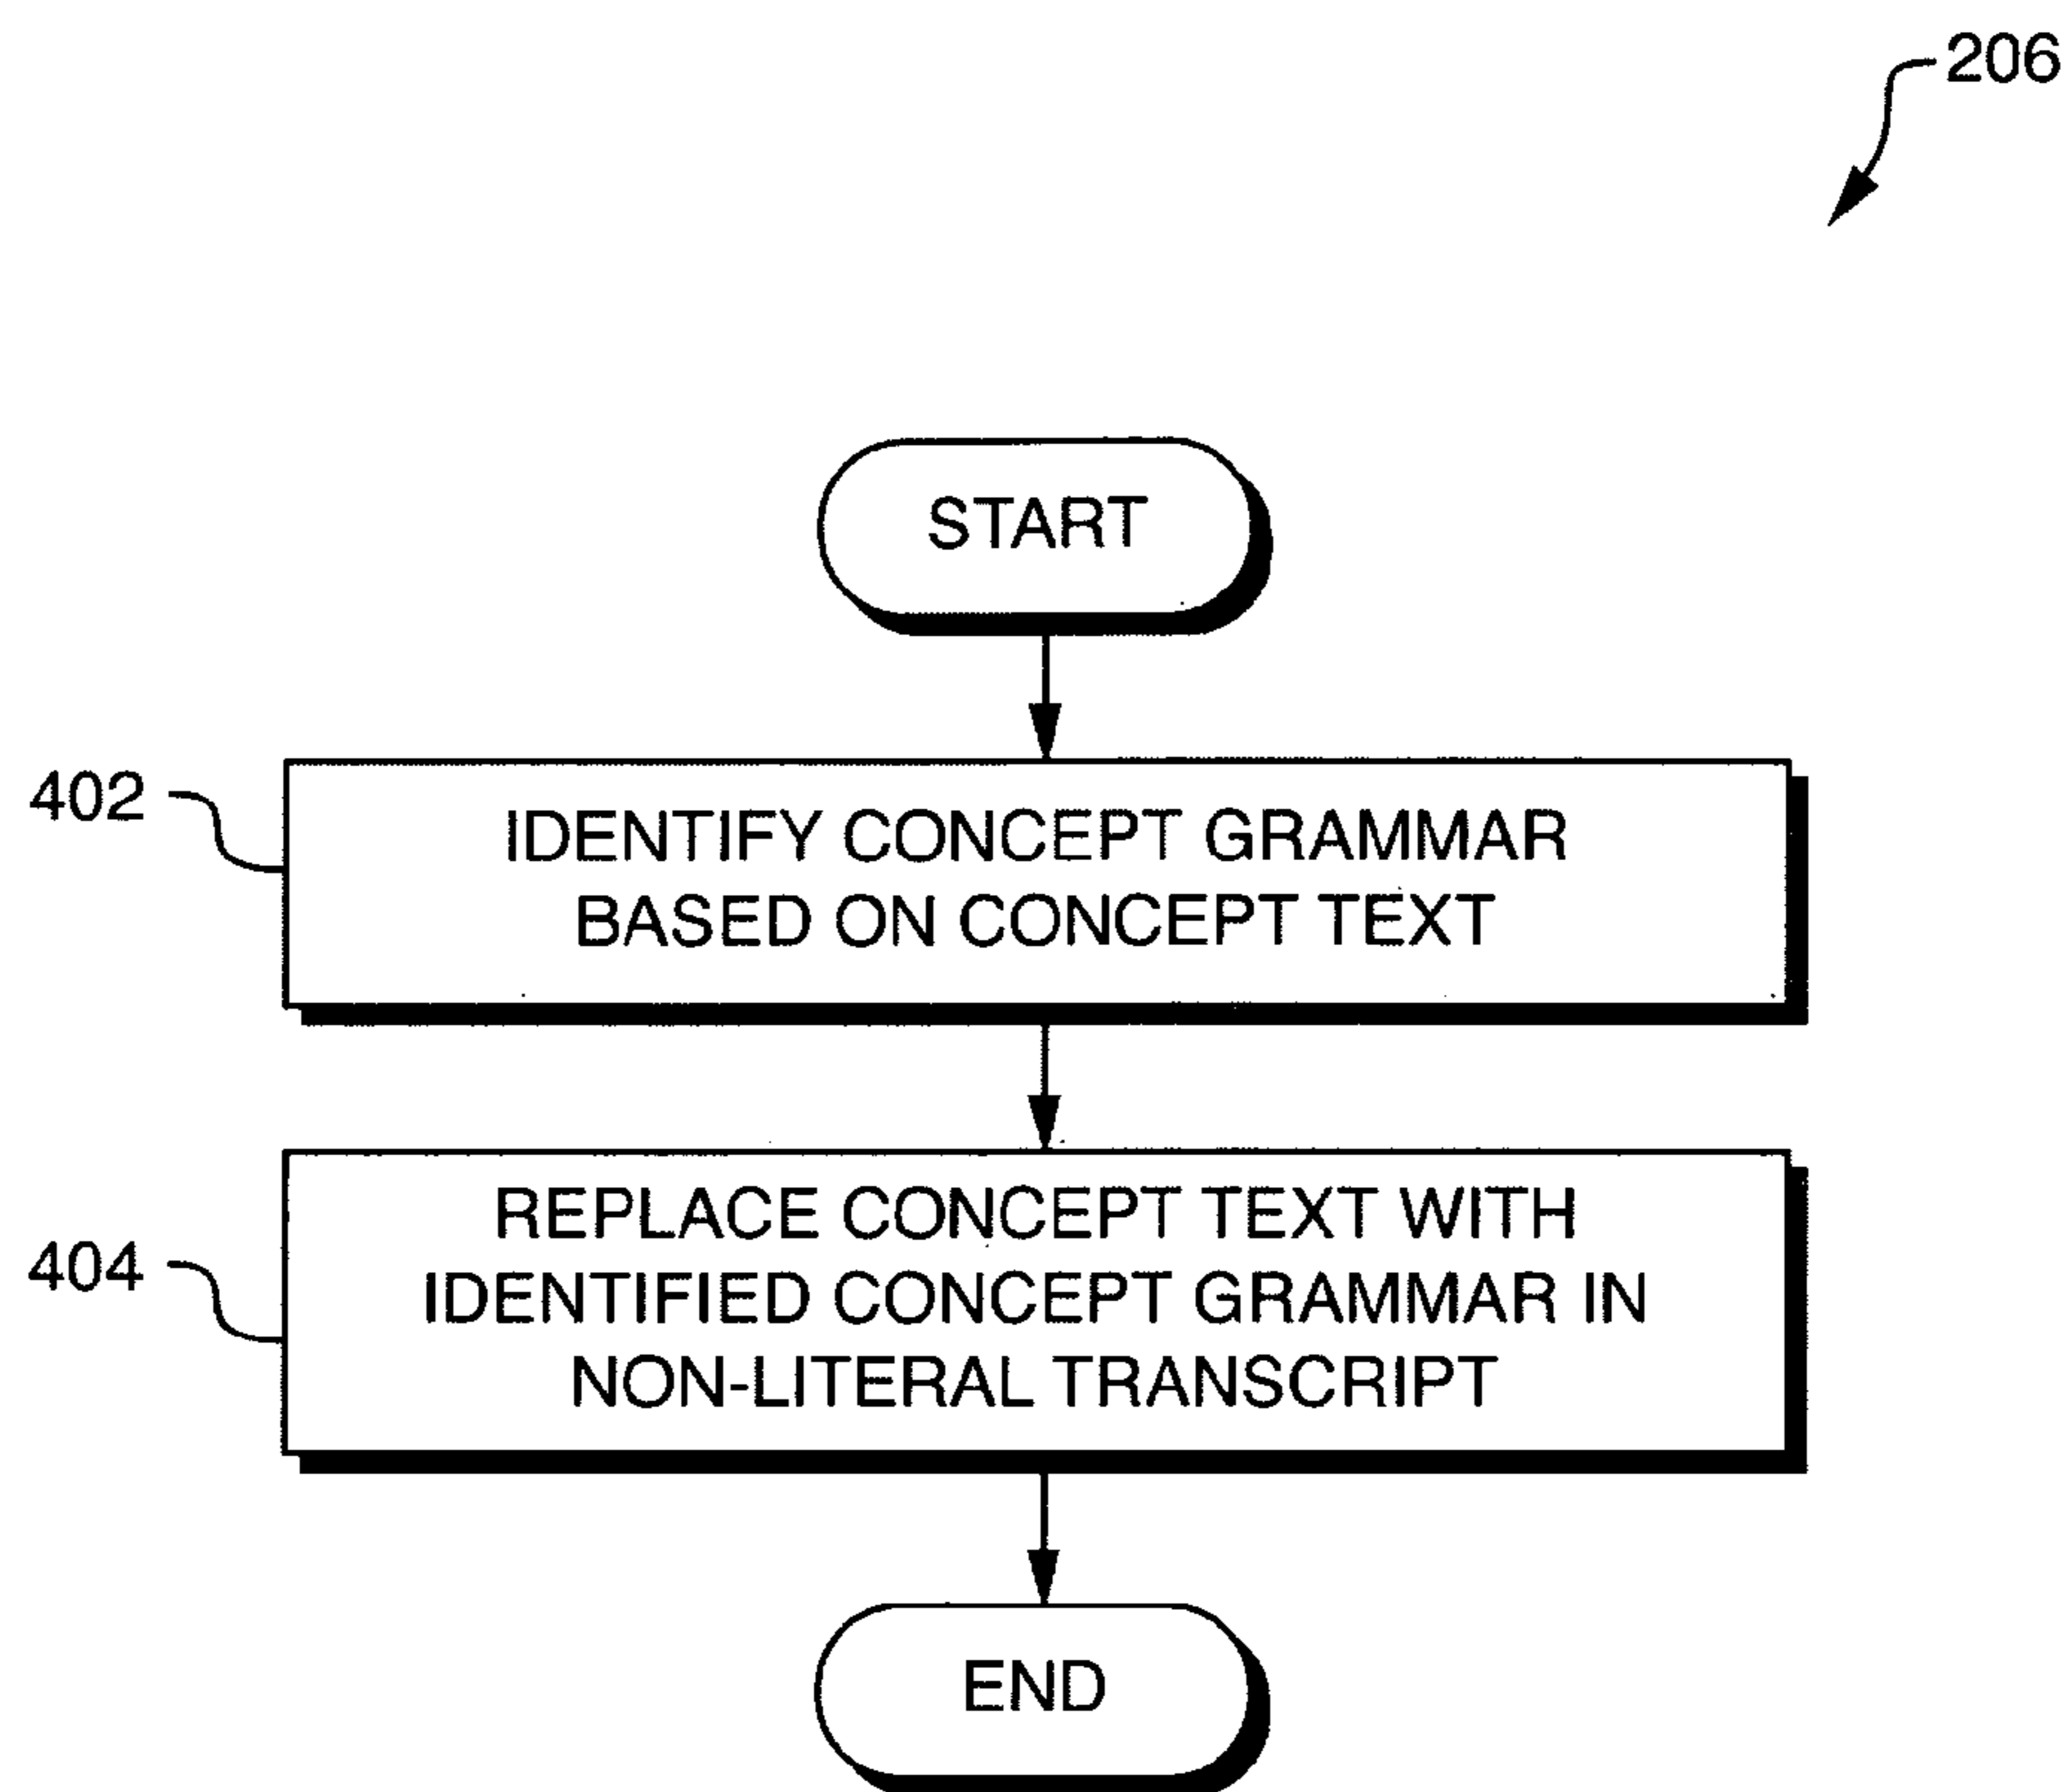 206
START
402
IDENTIFY CONCEPT GRAMMAR
BASED ON CONCEPT TEXT
REPLACE CONCEPT TEXT WITH
404
IDENTIFIED CONCEPT GRAMMAR IN
NON-LITERAL TRANSCRIPT
END